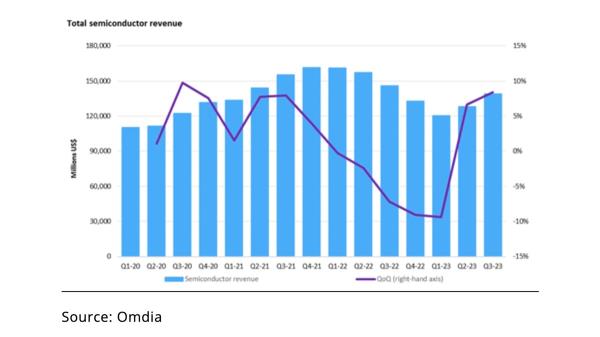 Total semiconductor revenue
180,000
150,000
120,000
90,000
60,000
30,000
0
Millions US$
15%
10%
5%
0%
-5%
-10%
-15%
Q1-20 Q2-20 Q3-20 Q4-20 Q1-21 Q2-21 Q3-21 Q4-21 Q1-22 Q2-22 Q3-22 Q4-22 Q1-23 Q2-23 Q3-23
Semiconductor revenue QoQ (right-hand axis)
Source: Omdia